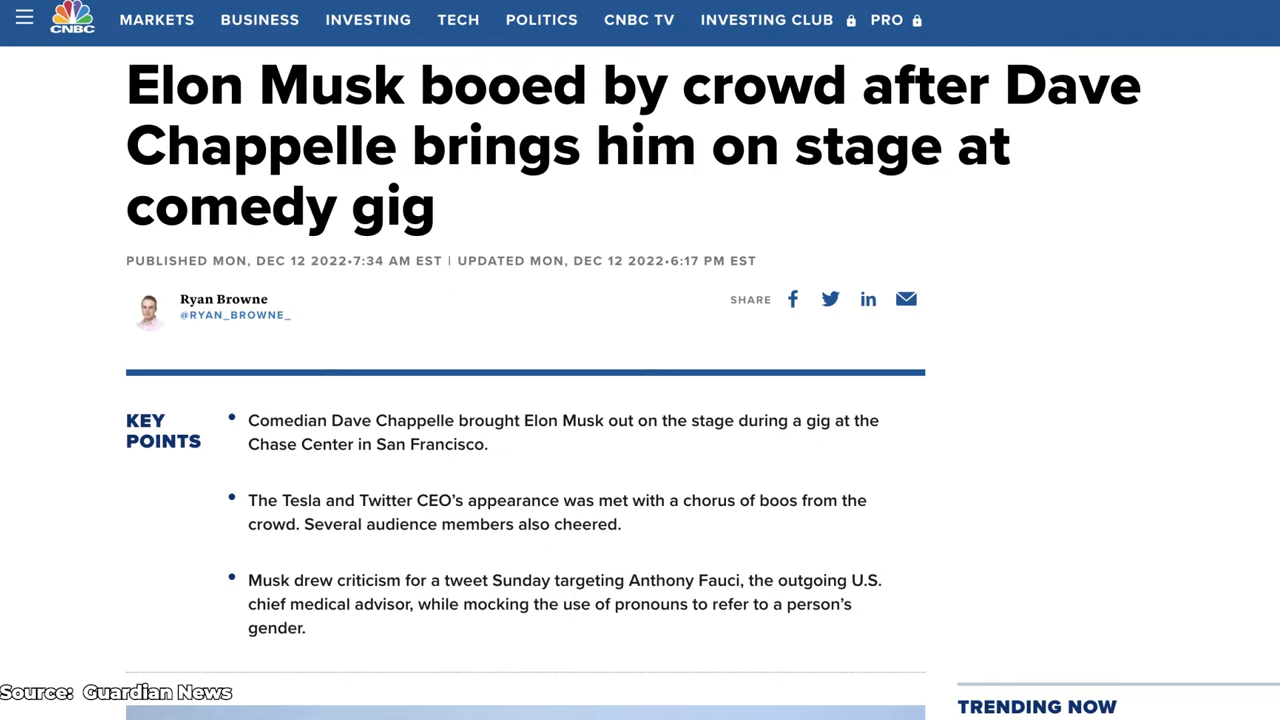 CNBC
MARKETS BUSINESS INVESTING TECH POLITICS CNBC TV INVESTING CLUB PRO
Elon Musk booed by crowd after Dave
Chappelle brings him on stage at
comedy gig
PUBLISHED MON, DEC 12 2022•7:34 AM EST | UPDATED MON, DEC 12 2022•6:17 PM EST
Ryan Browne
@RYAN_BROWNE_
SHARE
KEY
POINTS
• Comedian Dave Chappelle brought Elon Musk out on the stage during a gig at the
Chase Center in San Francisco.
• The Tesla and Twitter CEO’s appearance was met with a chorus of boos from the
crowd. Several audience members also cheered.
• Musk drew criticism for a tweet Sunday targeting Anthony Fauci, the outgoing U.S.
chief medical advisor, while mocking the use of pronouns to refer to a person’s
gender.
Source: Guardian News
TRENDING NOW